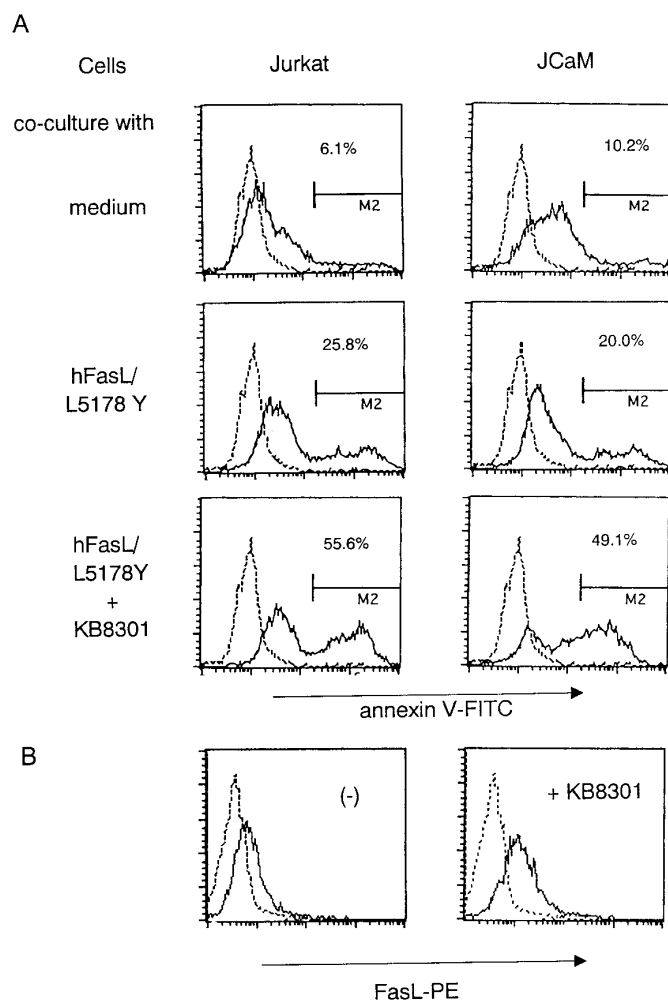 A
Cells Jurkat JCaM
co-culture with
medium
6.1% 10.2%
M2 M2
hFasL/
L5178 Y
25.8% 20.0%
M2 M2
hFasL/
L5178Y
+
KB8301
55.6% 49.1%
M2 M2
annexin V-FITC
B
(-) + KB8301
FasL-PE